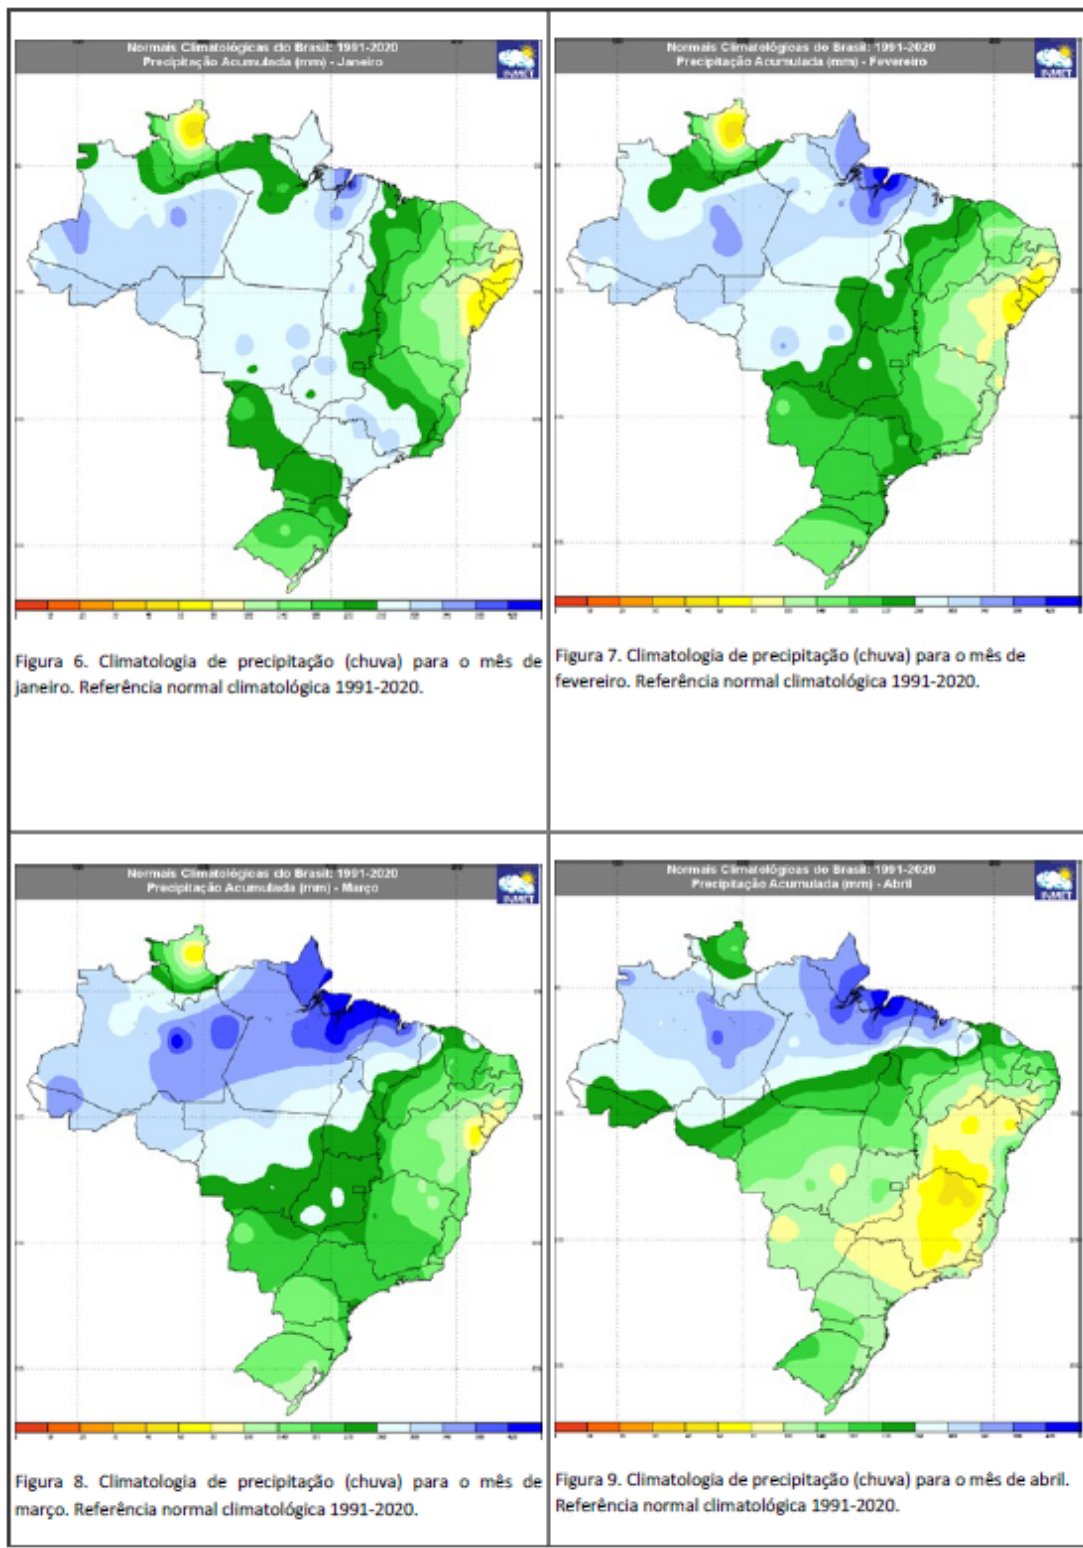 Normais Climatológicas do Brasil: 1991-2020
Precipitação Acumulada (mm) - Janeiro
INMET
Figura 6. Climatologia de precipitação (chuva) para o mês de
janeiro. Referência normal climatológica 1991-2020.
Normais Climatológicas do Brasil: 1991-2020
Precipitação Acumulada (mm) - Fevereiro
INMET
Figura 7. Climatologia de precipitação (chuva) para o mês de
fevereiro. Referência normal climatológica 1991-2020.
Normais Climatológicas do Brasil: 1991-2020
Precipitação Acumulada (mm) - Março
INMET
Figura 8. Climatologia de precipitação (chuva) para o mês de
março. Referência normal climatológica 1991-2020.
Normais Climatológicas do Brasil: 1991-2020
Precipitação Acumulada (mm) - Abril
INMET
Figura 9. Climatologia de precipitação (chuva) para o mês de abril.
Referência normal climatológica 1991-2020.